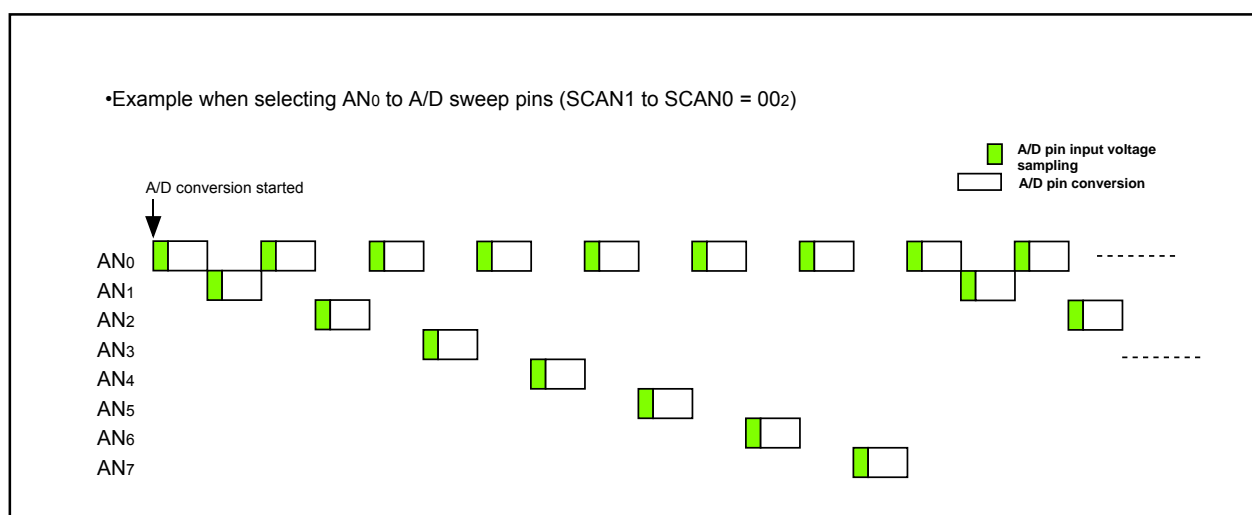 •Example when selecting AN0 to A/D sweep pins (SCAN1 to SCAN0 = 002)
A/D pin input voltage
sampling
A/D pin conversion
A/D conversion started
AN0
AN1
AN2
AN3
AN4
AN5
AN6
AN7